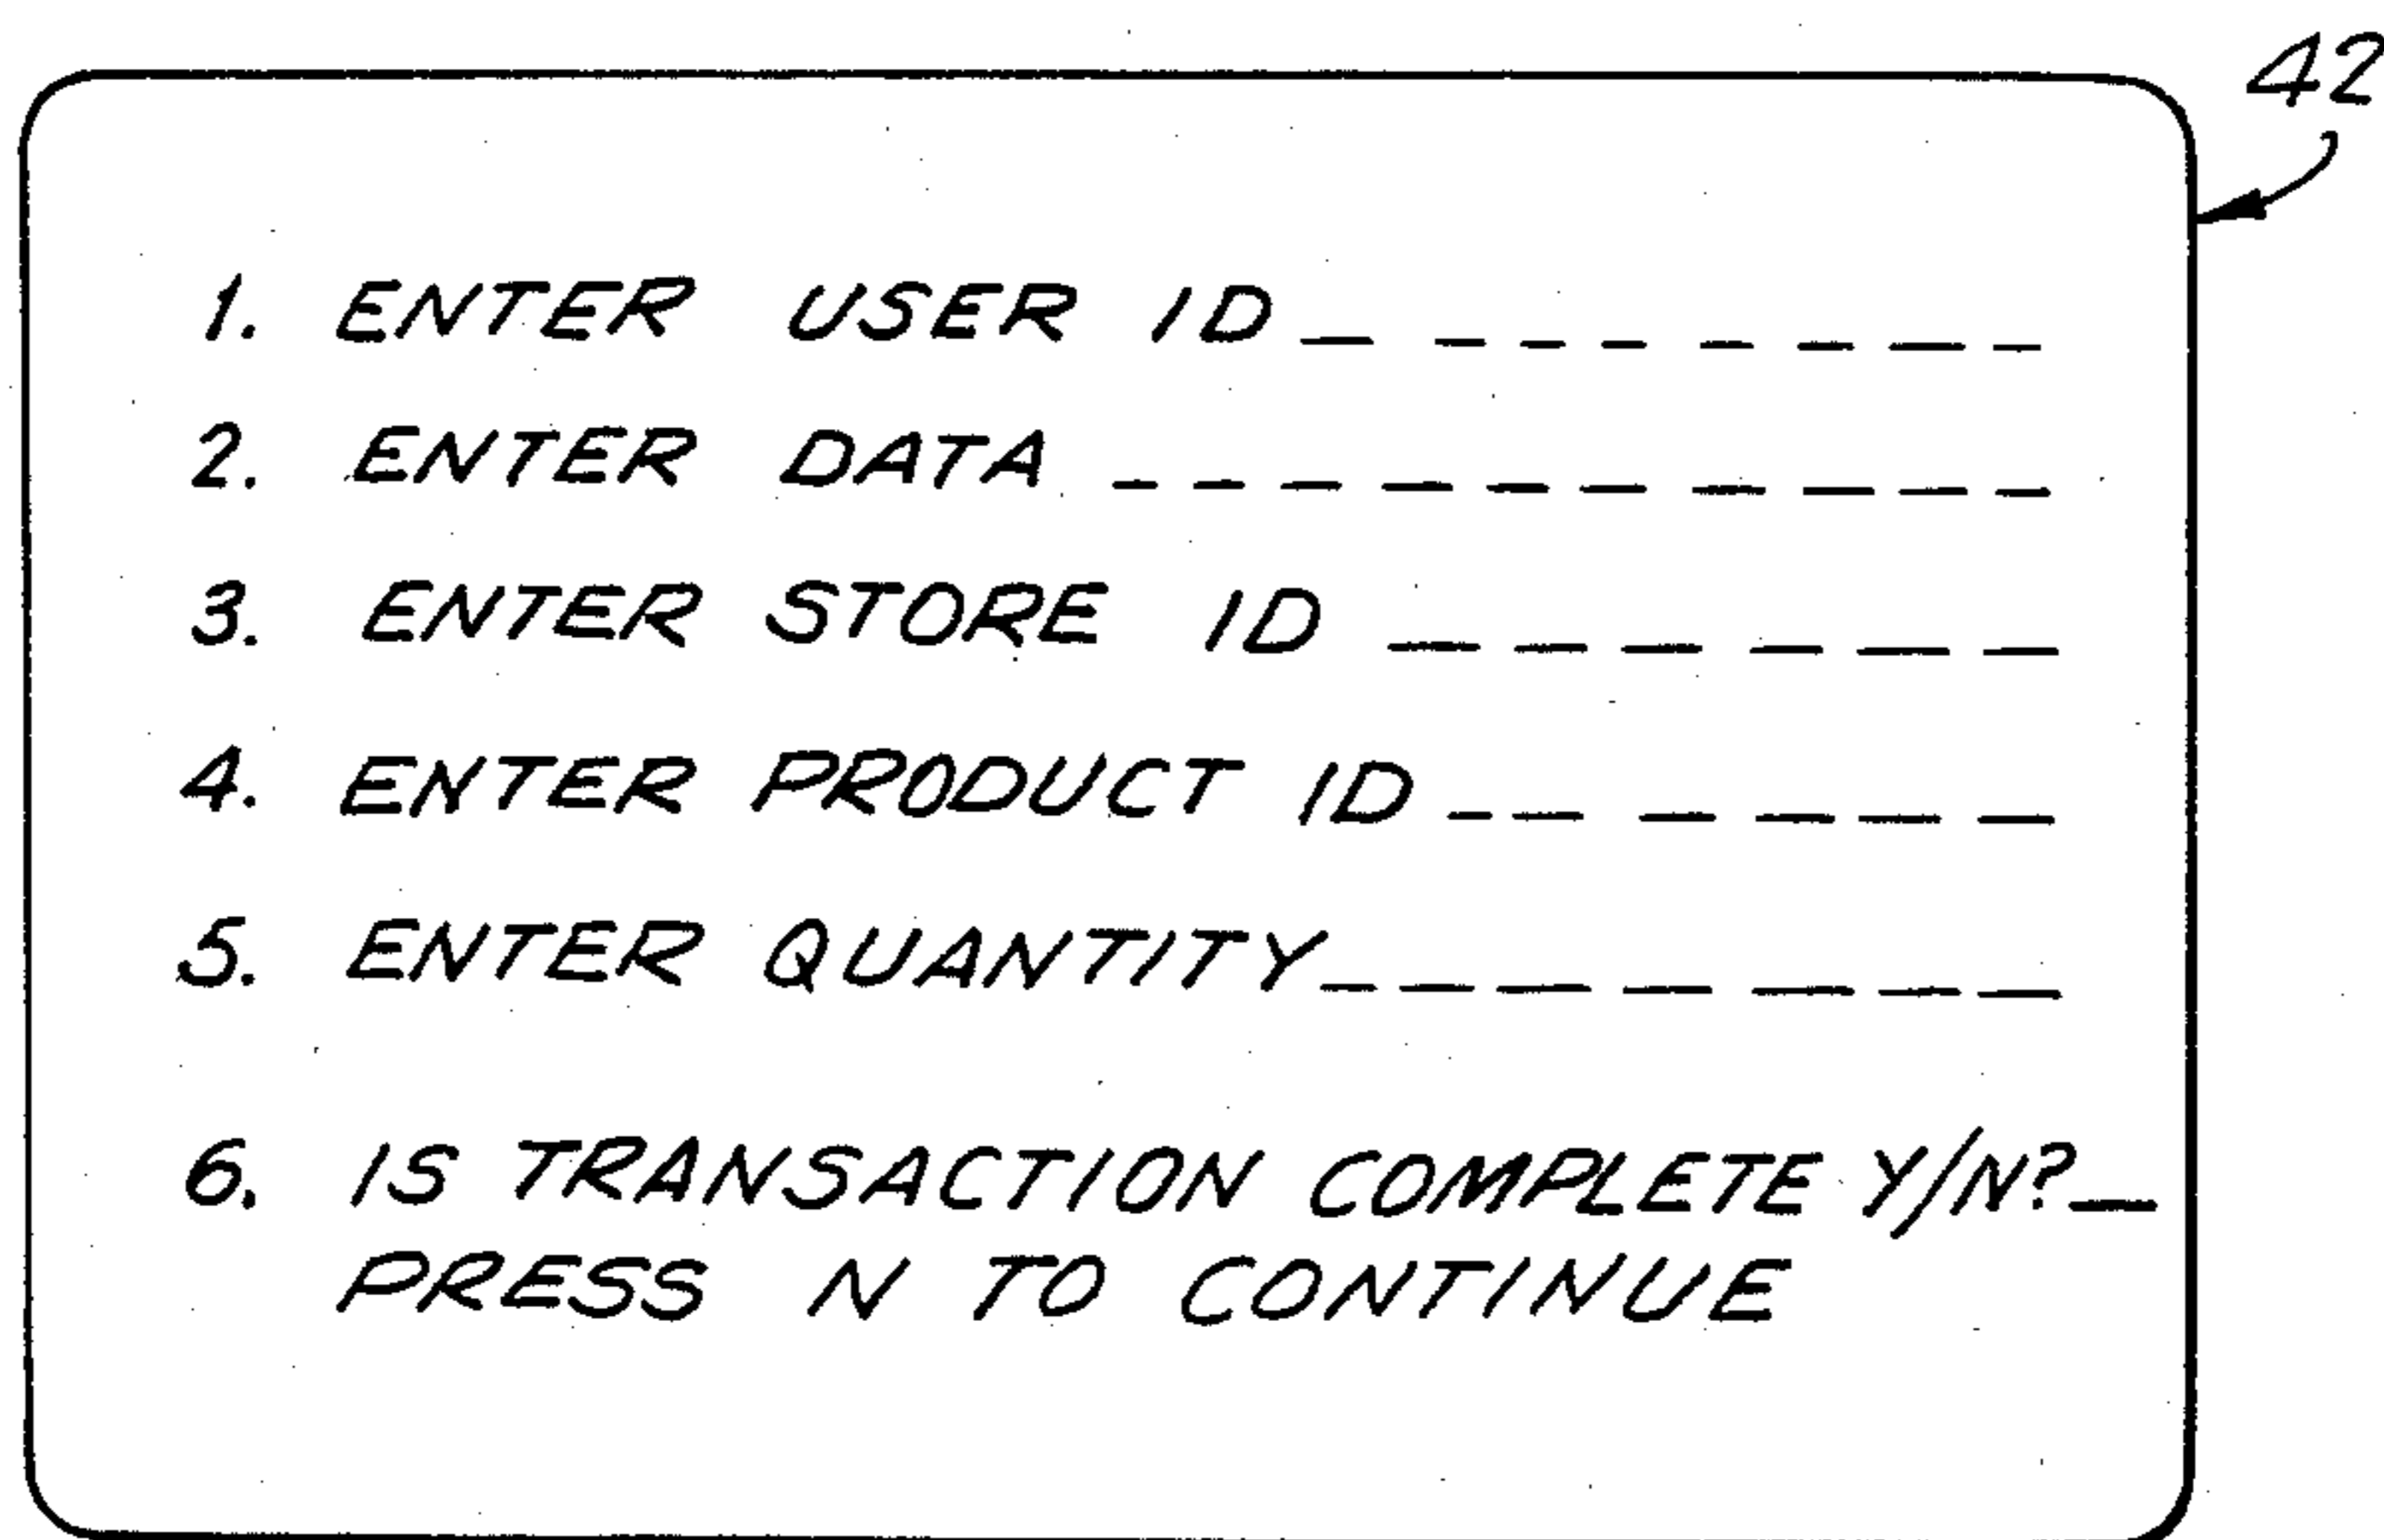 42
1. ENTER USER ID _ _ _ _ _ _ _ _
2. ENTER DATA _ _ _ _ _ _ _ _ _ _
3. ENTER STORE ID _ _ _ _ _ _
4. ENTER PRODUCT ID _ _ _ _ _ _
5. ENTER QUANTITY _ _ _ _ _ _ _
6. IS TRANSACTION COMPLETE Y/N? _
PRESS N TO CONTINUE